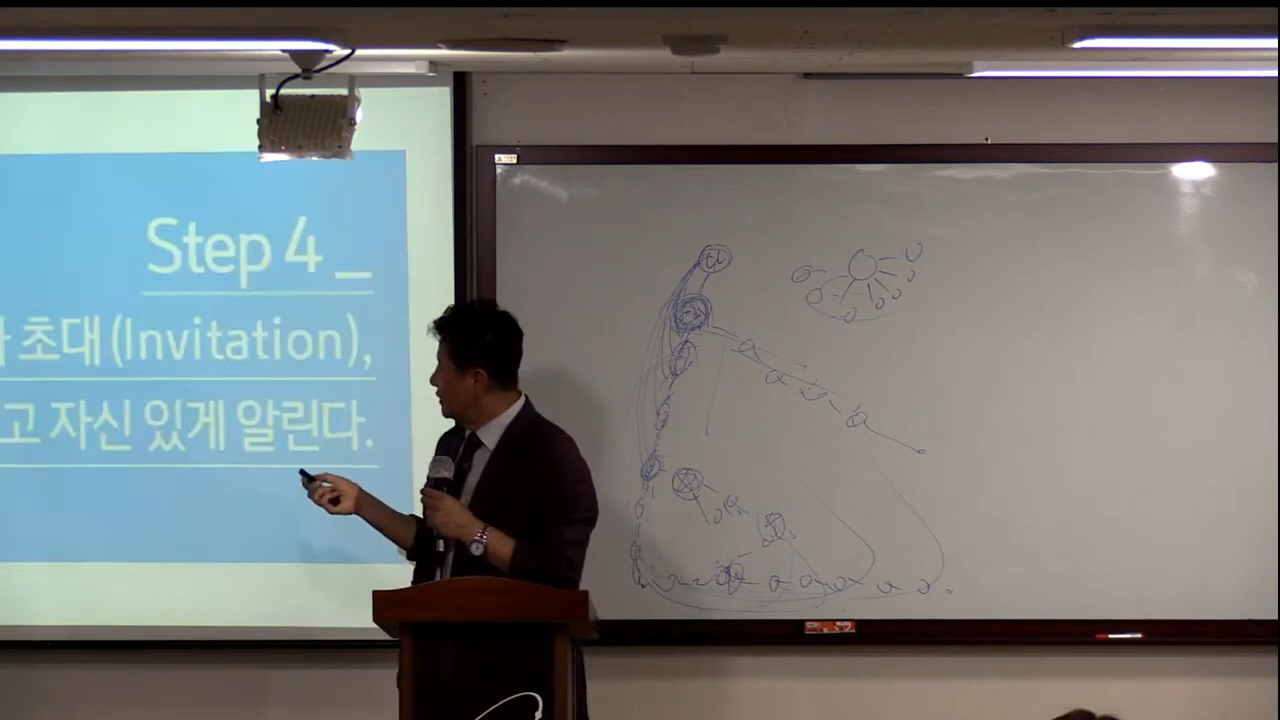 Step 4 _
초대(Invitation),
고 자신 있게 알린다.